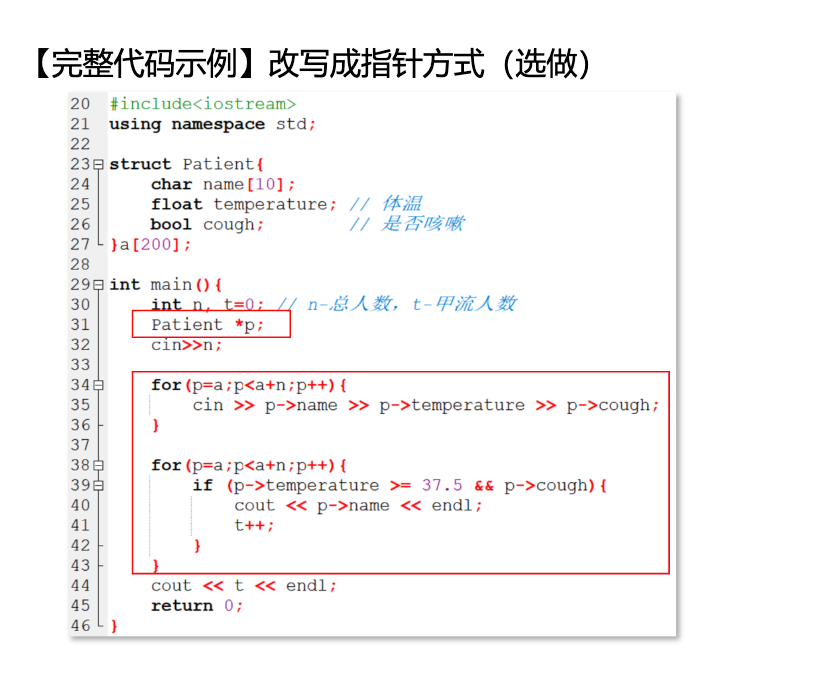 【完整代码示例】改写成指针方式（选做）
20 #include<iostream>
21 using namespace std;
22
23 struct Patient{
24     char name[10];
25     float temperature; // 体温
26     bool cough;        // 是否咳嗽
27 }a[200];
28
29 int main(){
30     int n, t=0; // n-总人数，t-甲流人数
31     Patient *p;
32     cin>>n;
33
34     for(p=a;p<a+n;p++){
35         cin >> p->name >> p->temperature >> p->cough;
36     }
37
38     for(p=a;p<a+n;p++){
39         if (p->temperature >= 37.5 && p->cough){
40             cout << p->name << endl;
41             t++;
42         }
43     }
44     cout << t << endl;
45     return 0;
46 }